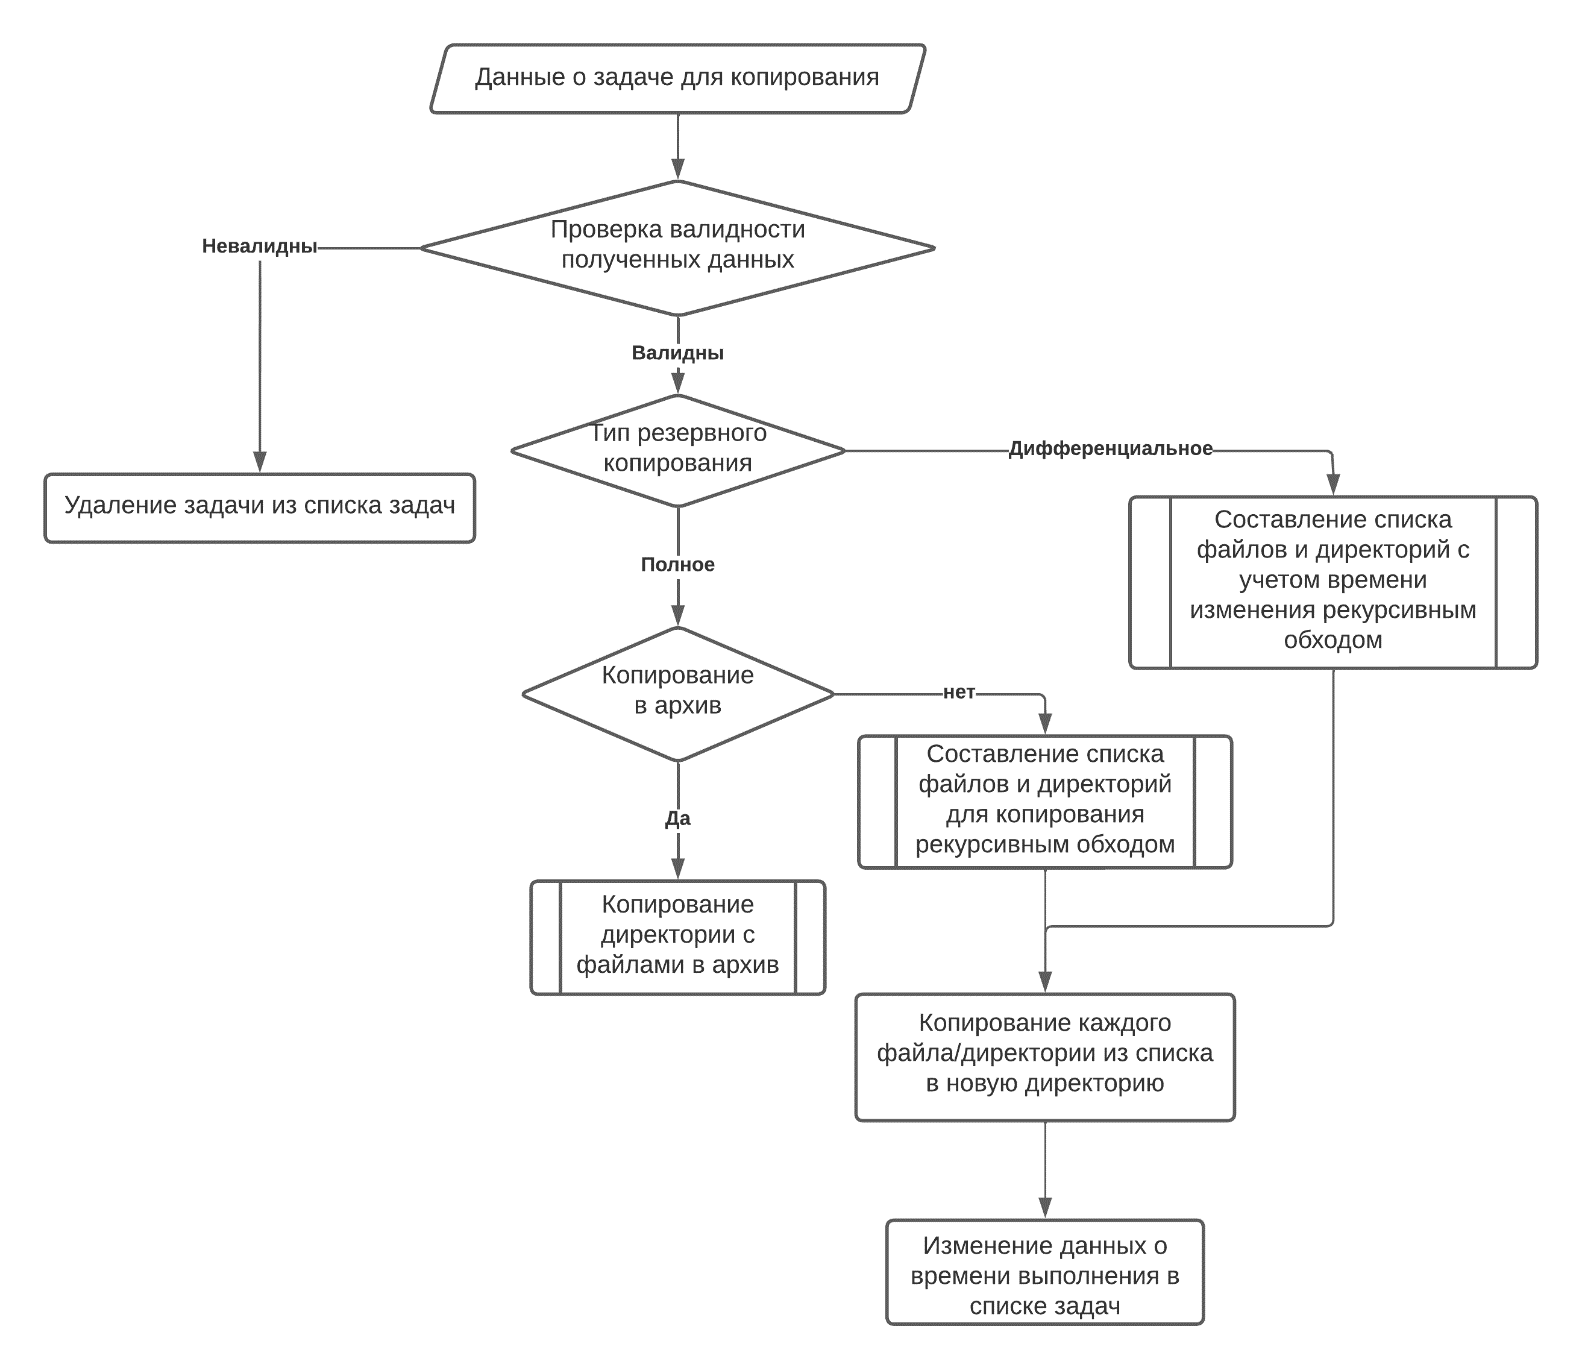 Данные о задаче для копирования
Проверка валидности
полученных данных
Невалидны
Валидны
Тип резервного
копирования
Дифференциальное
Удаление задачи из списка задач
Составление списка
файлов и директорий с
учетом времени
изменения рекурсивным
обходом
Полное
Копирование
в архив
нет
Составление списка
файлов и директорий
для копирования
рекурсивным обходом
Да
Копирование
директории с
файлами в архив
Копирование каждого
файла/директории из списка
в новую директорию
Изменение данных о
времени выполнения в
списке задач